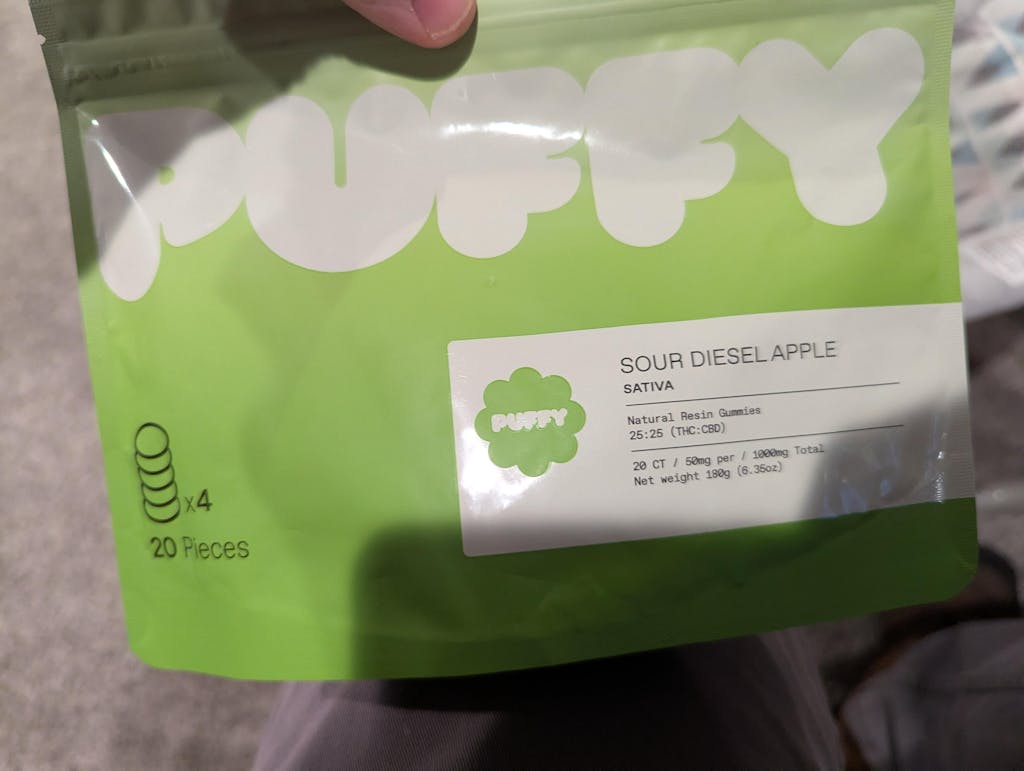 PUFFY
SOUR DIESEL APPLE
SATIVA
PUFFY
Natural Resin Gummies
25:25 (THC:CBD)
20 CT / 50mg per / 1000mg Total
Net weight 180g (6.35oz)
x4
20 Pieces